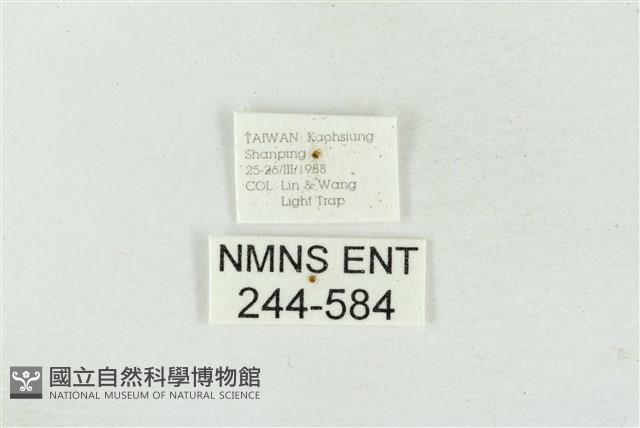 TAIWAN: Kaohsiung
Shanping
25-26/III/1988
COL. Lin & Wang
Light Trap
NMNS ENT
244-584
國立自然科學博物館
NATIONAL MUSEUM OF NATURAL SCIENCE